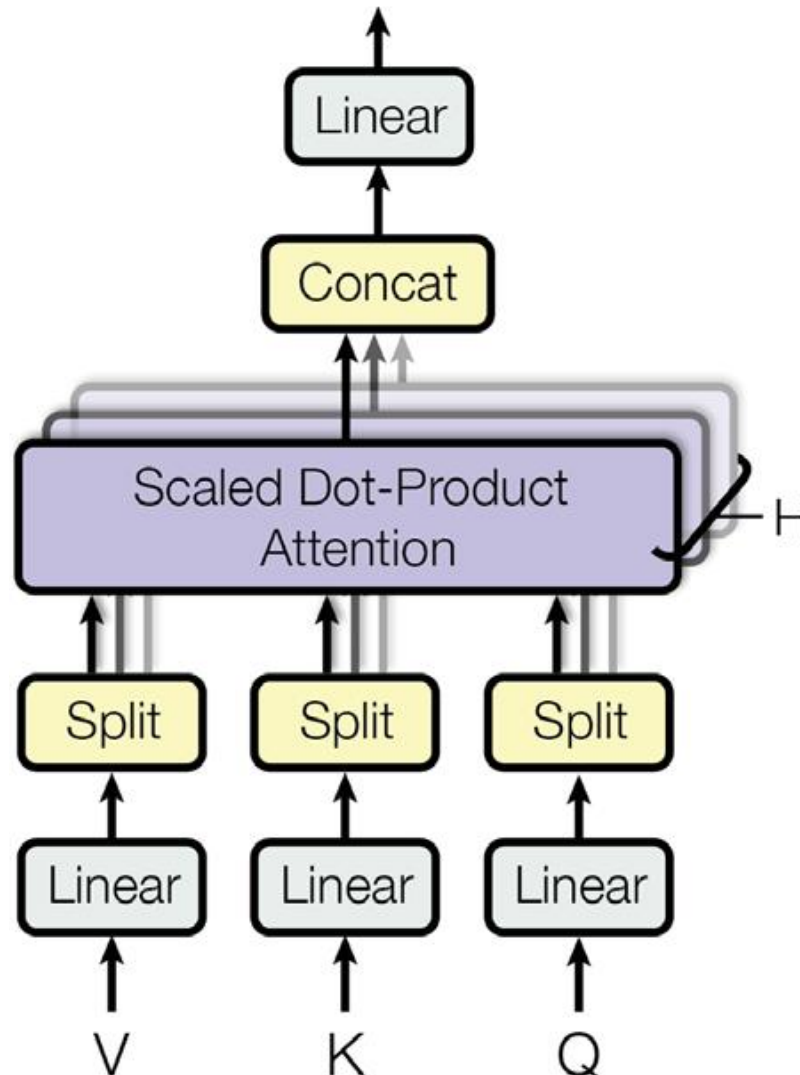 Linear
Concat
Scaled Dot-Product
Attention
H
Split Split Split
Linear Linear Linear
V K Q